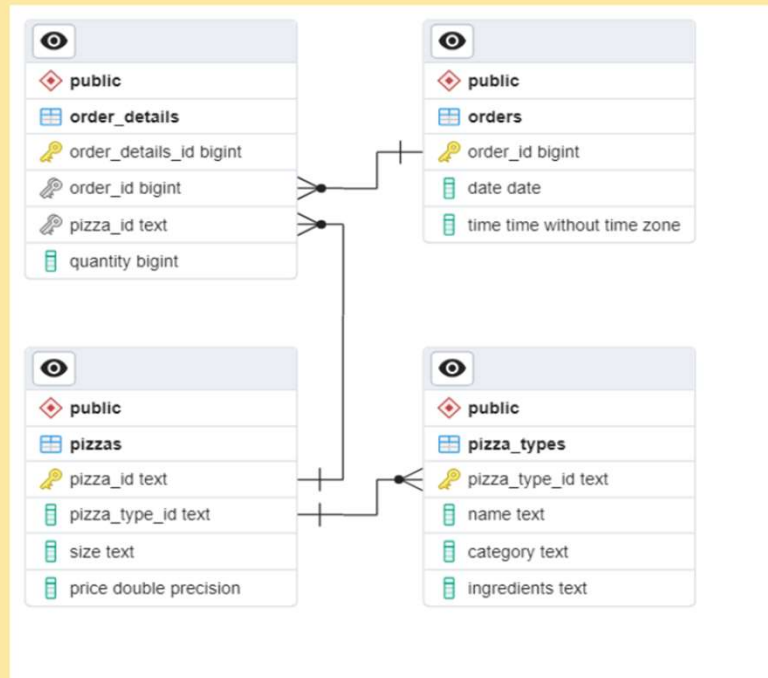 public
order_details
order_details_id bigint
order_id bigint
pizza_id text
quantity bigint
public
orders
order_id bigint
date date
time time without time zone
public
pizzas
pizza_id text
pizza_type_id text
size text
price double precision
public
pizza_types
pizza_type_id text
name text
category text
ingredients text